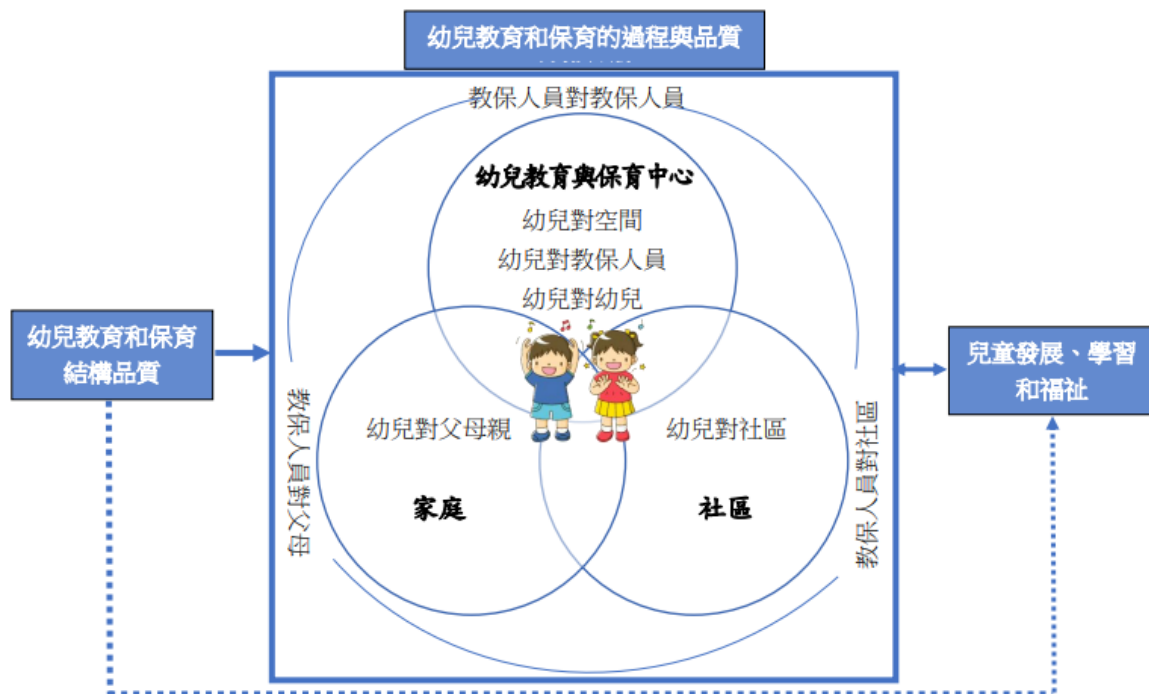 幼兒教育和保育的過程與品質
教保人員對教保人員
幼兒教育與保育中心
幼兒對空間
幼兒對教保人員
幼兒對幼兒
幼兒教育和保育
結構品質
兒童發展、學習
和福祉
教保人員對父母
幼兒對父母親
幼兒對社區
教保人員對社區
家庭
社區